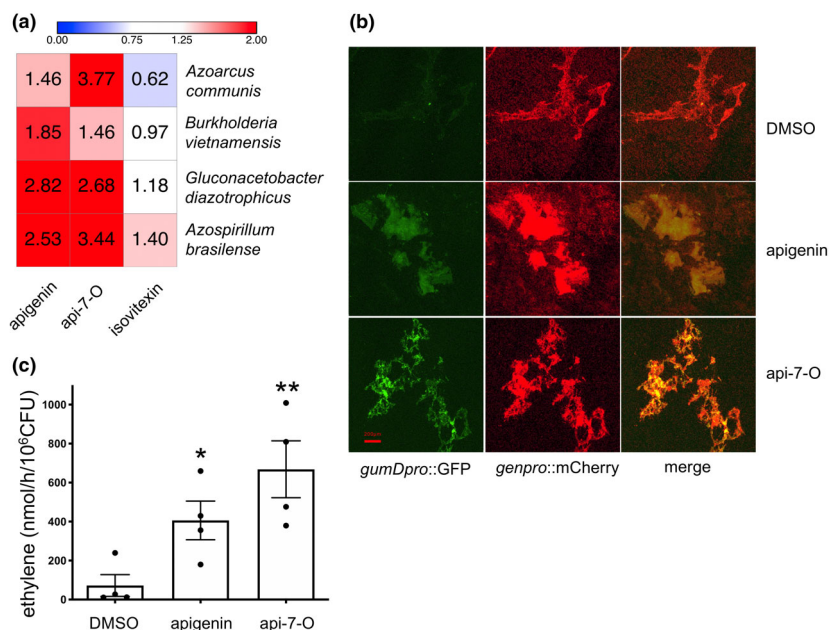 (a)
0.00 0.75 1.25 2.00
1.46 3.77 0.62 Azoarcus
communis
1.85 1.46 0.97 Burkholderia
vietnamensis
2.82 2.68 1.18 Gluconacetobacter
diazotrophicus
2.53 3.44 1.40 Azospirillum
brasilense
apigenin api-7-O isovitexin
(b)
DMSO
apigenin
api-7-O
gumDpro::GFP genpro::mCherry merge
(c)
ethylene (nmol/h/10⁶CFU)
1000
800
600
400
200
0
*
**
DMSO apigenin api-7-O